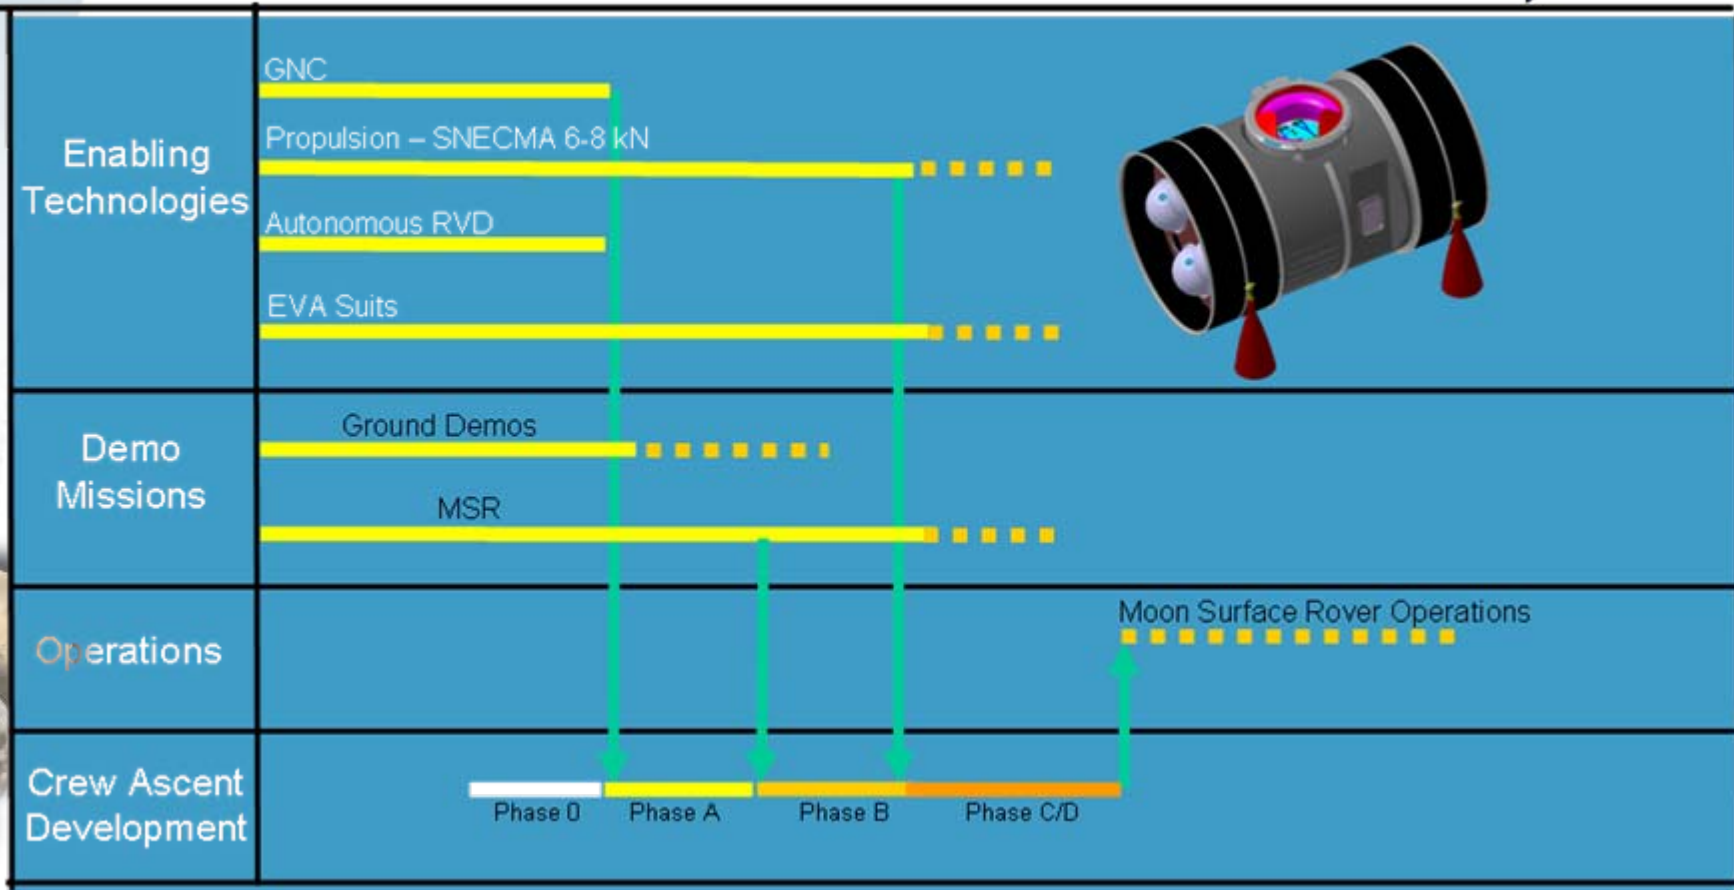 Enabling
Technologies
GNC
Propulsion – SNECMA 6-8 kN
Autonomous RVD
EVA Suits
Demo
Missions
Ground Demos
MSR
Operations
Moon Surface Rover Operations
Crew Ascent
Development
Phase 0
Phase A
Phase B
Phase C/D